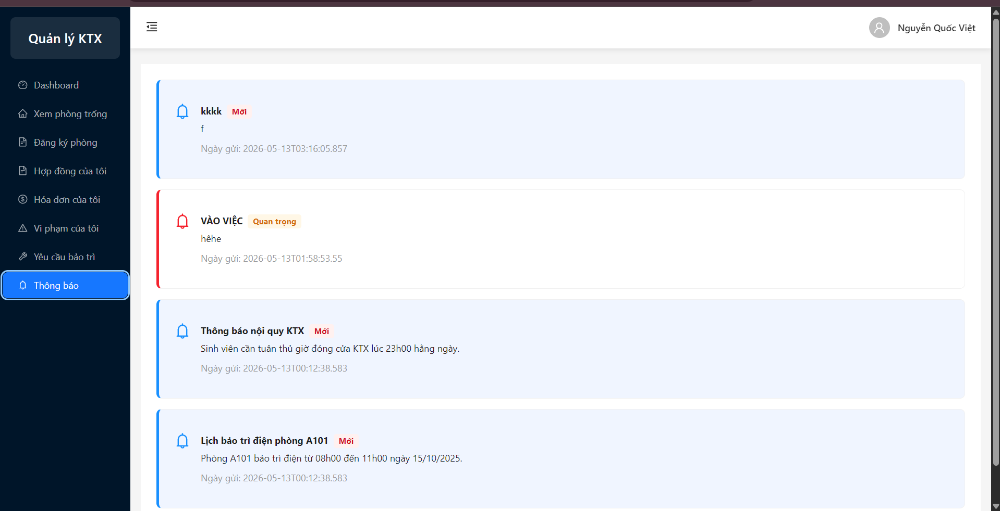 Quản lý KTX
Nguyễn Quốc Việt
Dashboard
Xem phòng trống
Đăng ký phòng
Hợp đồng của tôi
Hóa đơn của tôi
Vi phạm của tôi
Yêu cầu bảo trì
Thông báo
kkkk Mới
f
Ngày gửi: 2026-05-13T03:16:05.857
VÀO VIỆC Quan trọng
hêhe
Ngày gửi: 2026-05-13T01:58:53.55
Thông báo nội quy KTX Mới
Sinh viên cần tuân thủ giờ đóng cửa KTX lúc 23h00 hằng ngày.
Ngày gửi: 2026-05-13T00:12:38.583
Lịch bảo trì điện phòng A101 Mới
Phòng A101 bảo trì điện từ 08h00 đến 11h00 ngày 15/10/2025.
Ngày gửi: 2026-05-13T00:12:38.583